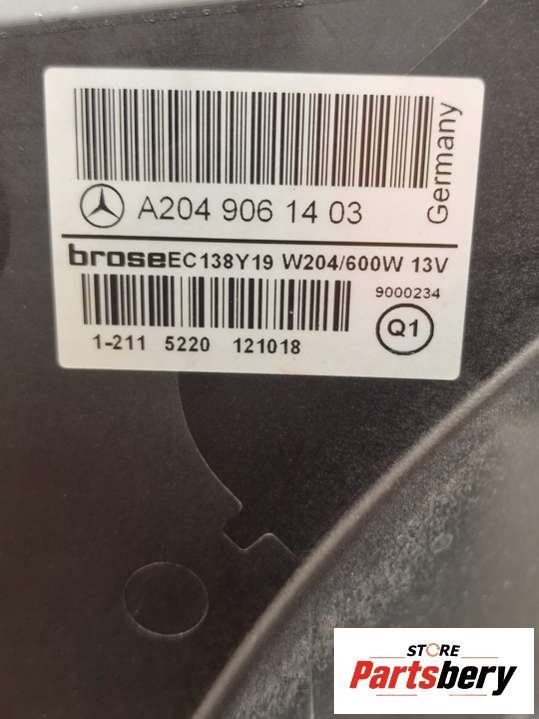 A204 906 14 03
Germany
broseEC138Y19 W204/600W 13V
9000234
1-211 5220 121018
Q1
STORE
Partsbery